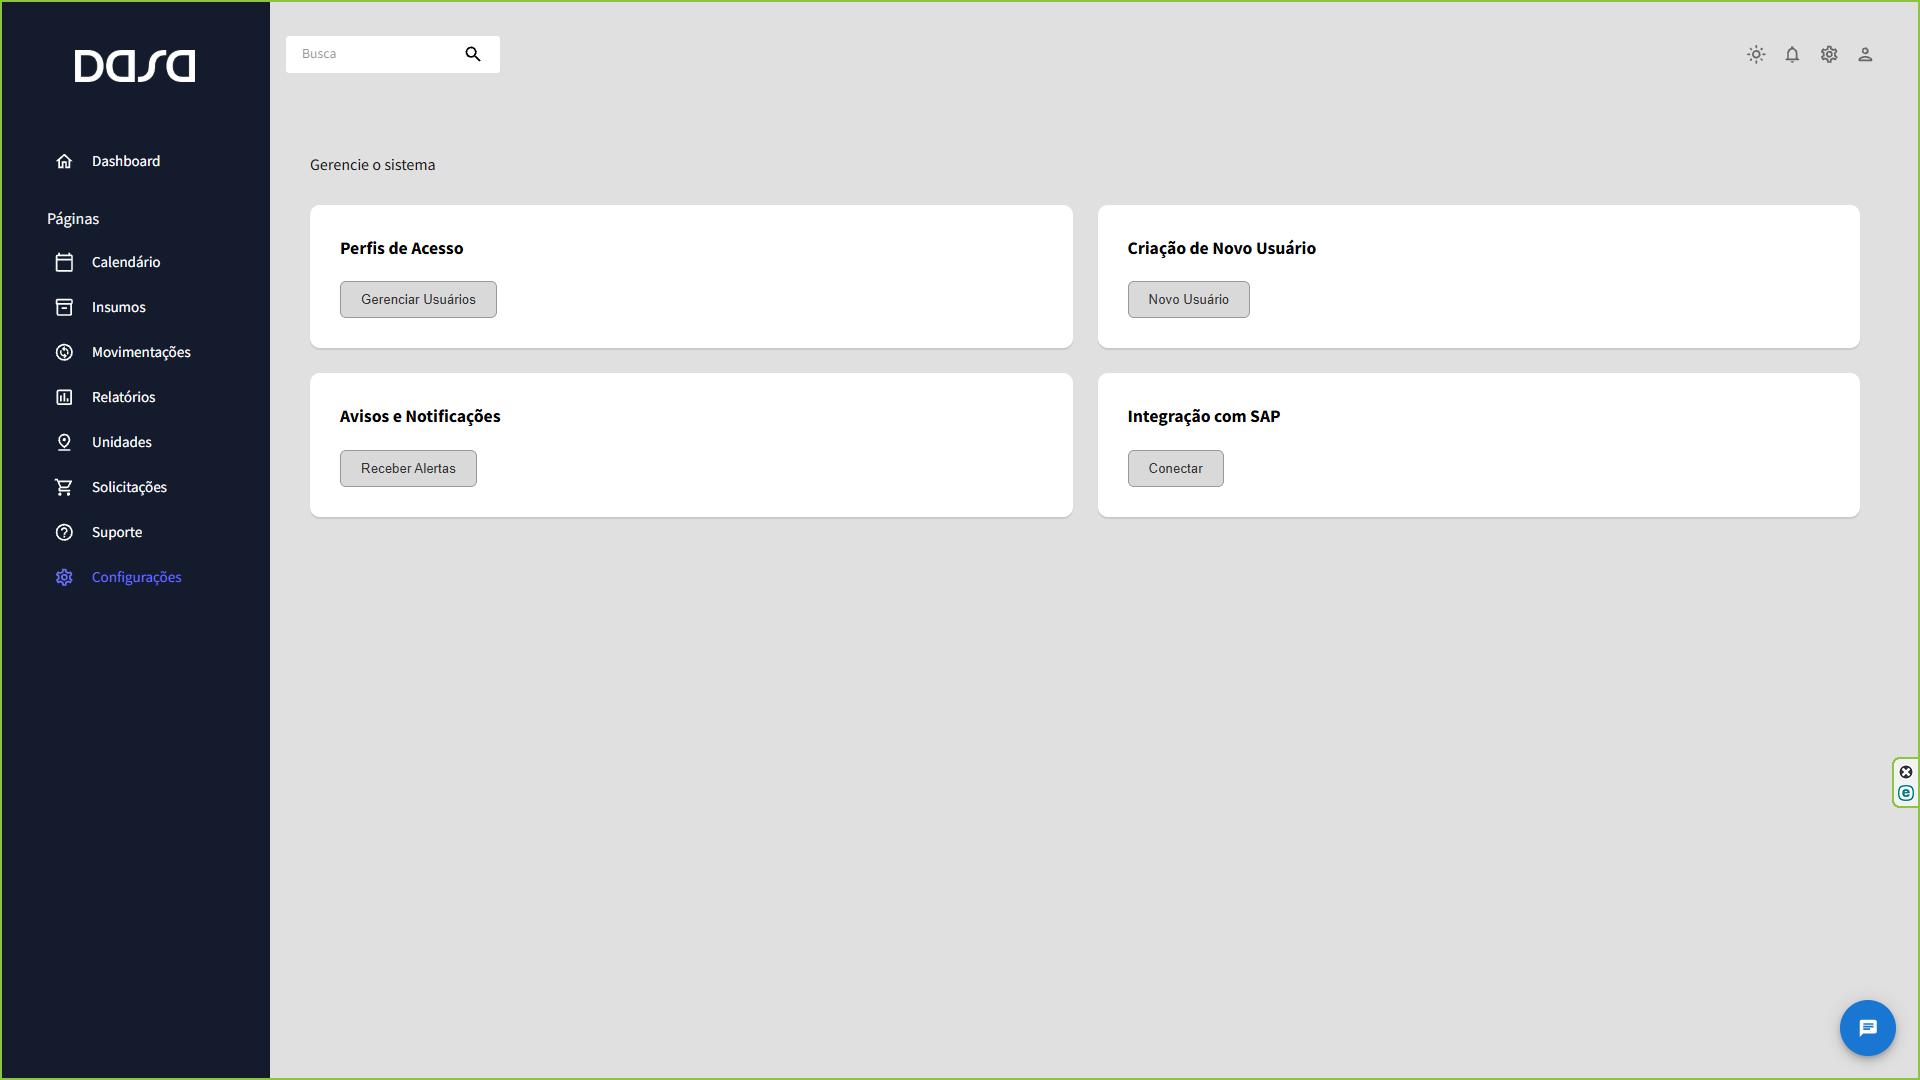 Dasa
Busca
Dashboard
Páginas
Calendário
Insumos
Movimentações
Relatórios
Unidades
Solicitações
Suporte
Configurações
Gerencie o sistema
Perfis de Acesso
Gerenciar Usuários
Criação de Novo Usuário
Novo Usuário
Avisos e Notificações
Receber Alertas
Integração com SAP
Conectar
e